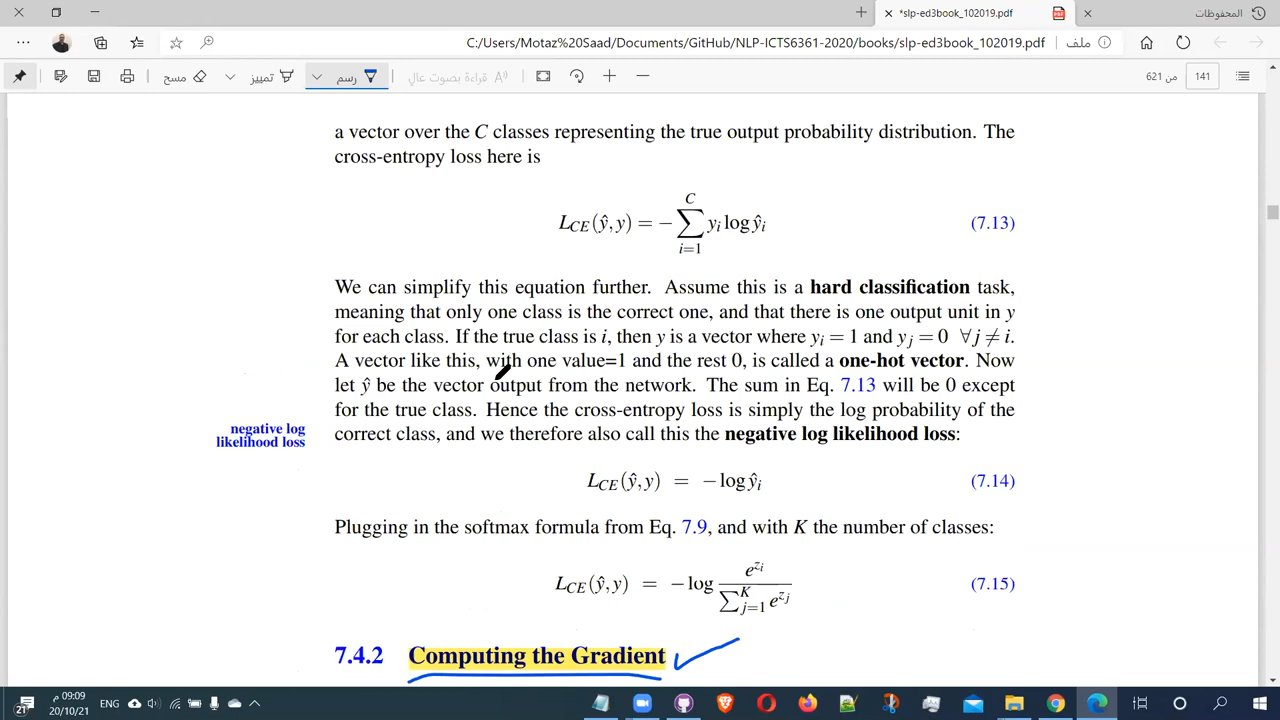 *slp-ed3book_102019.pdf
المحفوظات
C:/Users/Motaz%20Saad/Documents/GitHub/NLP-ICTS6361-2020/books/slp-ed3book_102019.pdf
ملف
مسح
تمييز
رسم
قراءة بصوت عالٍ
من 621
141
a vector over the C classes representing the true output probability distribution. The
cross-entropy loss here is
L_CE(ŷ,y) = −∑_{i=1}^{C} y_i log ŷ_i (7.13)
We can simplify this equation further. Assume this is a hard classification task,
meaning that only one class is the correct one, and that there is one output unit in y
for each class. If the true class is i, then y is a vector where y_i = 1 and y_j = 0 ∀j ≠ i.
A vector like this, with one value=1 and the rest 0, is called a one-hot vector. Now
let ŷ be the vector output from the network. The sum in Eq. 7.13 will be 0 except
for the true class. Hence the cross-entropy loss is simply the log probability of the
correct class, and we therefore also call this the negative log likelihood loss:
negative log
likelihood loss
L_CE(ŷ,y) = −log ŷ_i (7.14)
Plugging in the softmax formula from Eq. 7.9, and with K the number of classes:
L_CE(ŷ,y) = −log e^{z_i} / ∑_{j=1}^{K} e^{z_j} (7.15)
7.4.2 Computing the Gradient
09:09 م
20/10/21
ENG